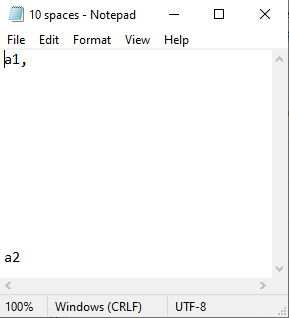 10 spaces - Notepad
File Edit Format View Help
a1,
a2
100% Windows (CRLF) UTF-8